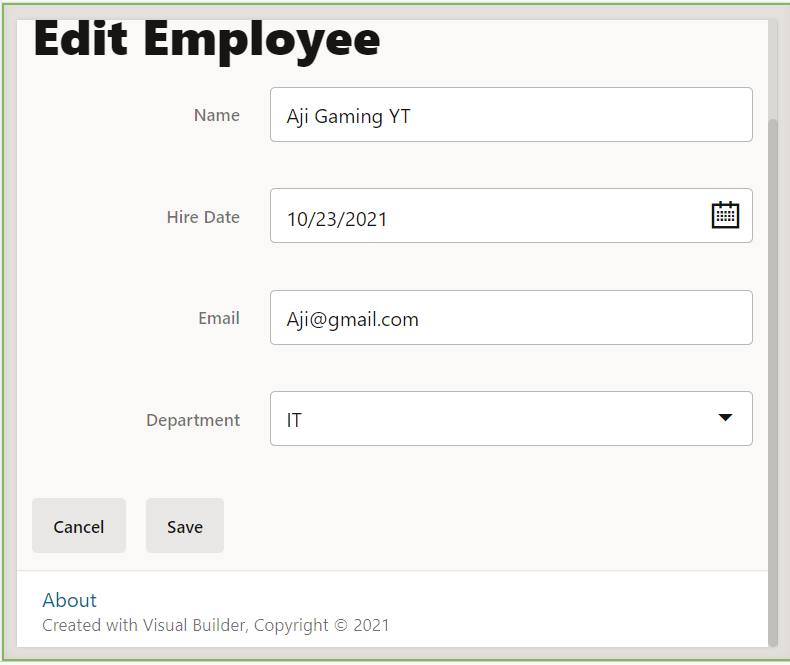 Edit Employee
Name
Aji Gaming YT
Hire Date
10/23/2021
Email
Aji@gmail.com
Department
IT
Cancel
Save
About
Created with Visual Builder, Copyright © 2021